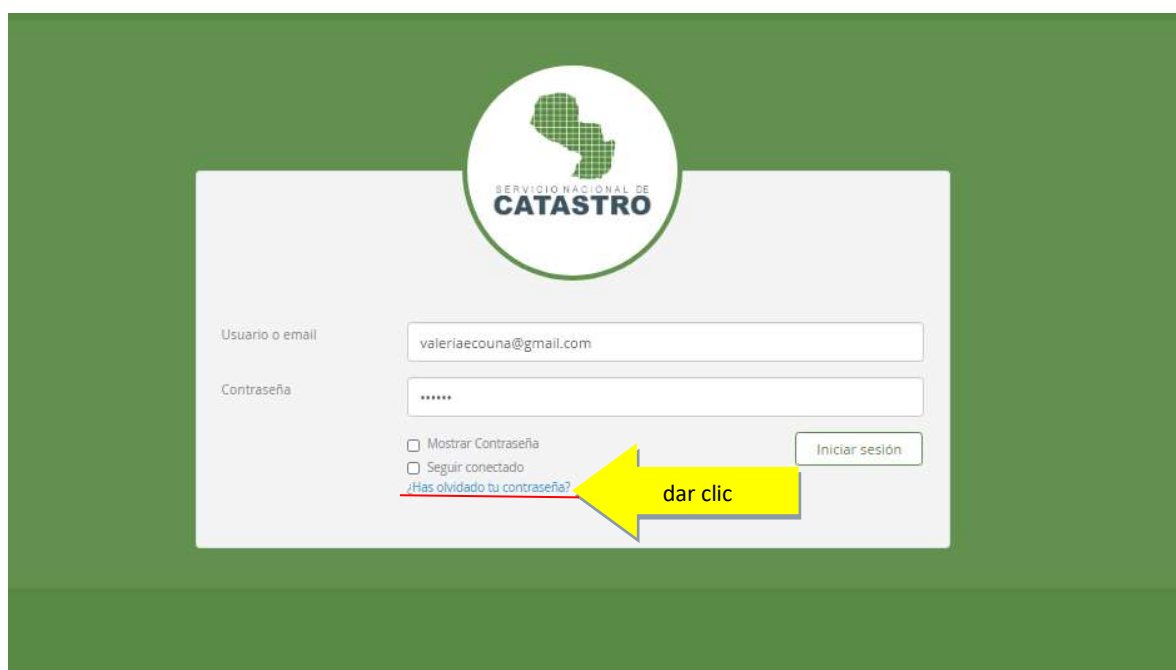 SERVICIO NACIONAL DE
CATASTRO
Usuario o email
valeriaecouna@gmail.com
Contraseña
••••••
Mostrar Contraseña
Iniciar sesión
Seguir conectado
¿Has olvidado tu contraseña?
dar clic